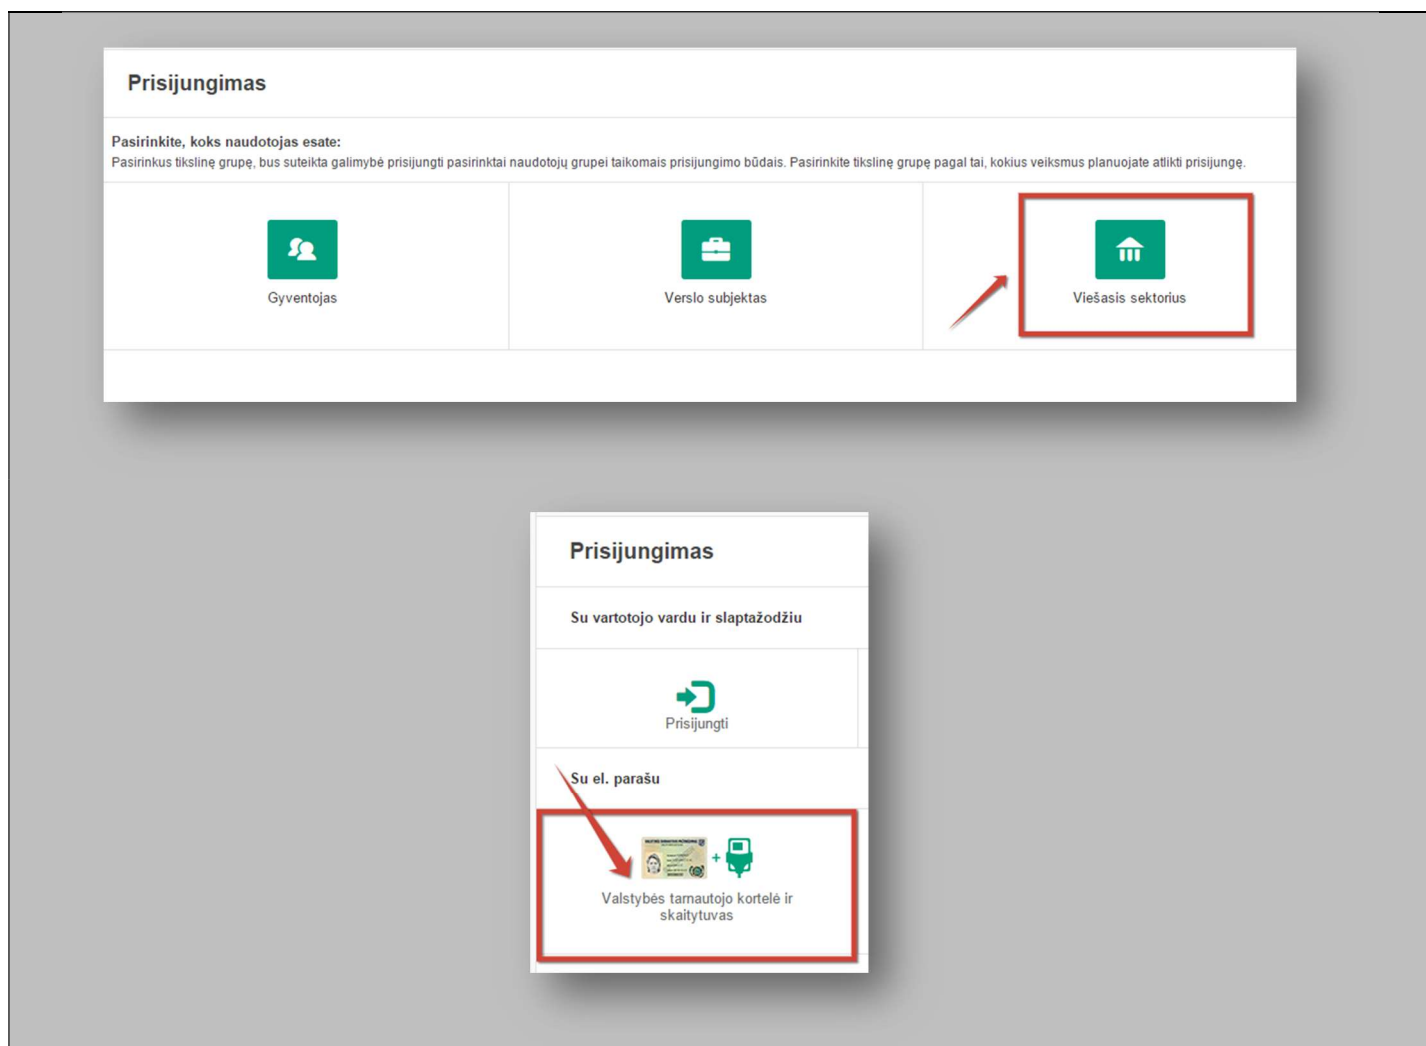 Prisijungimas
Pasirinkite, koks naudotojas esate:
Pasirinkus tikslinę grupę, bus suteikta galimybė prisijungti pasirinktai naudotojų grupei taikomais prisijungimo būdais. Pasirinkite tikslinę grupę pagal tai, kokius veiksmus planuojate atlikti prisijungę.
Gyventojas
Verslo subjektas
Viešasis sektorius
Prisijungimas
Su vartotojo vardu ir slaptažodžiu
Prisijungti
Su el. parašu
+
Valstybės tarnautojo kortelė ir
skaitytuvas